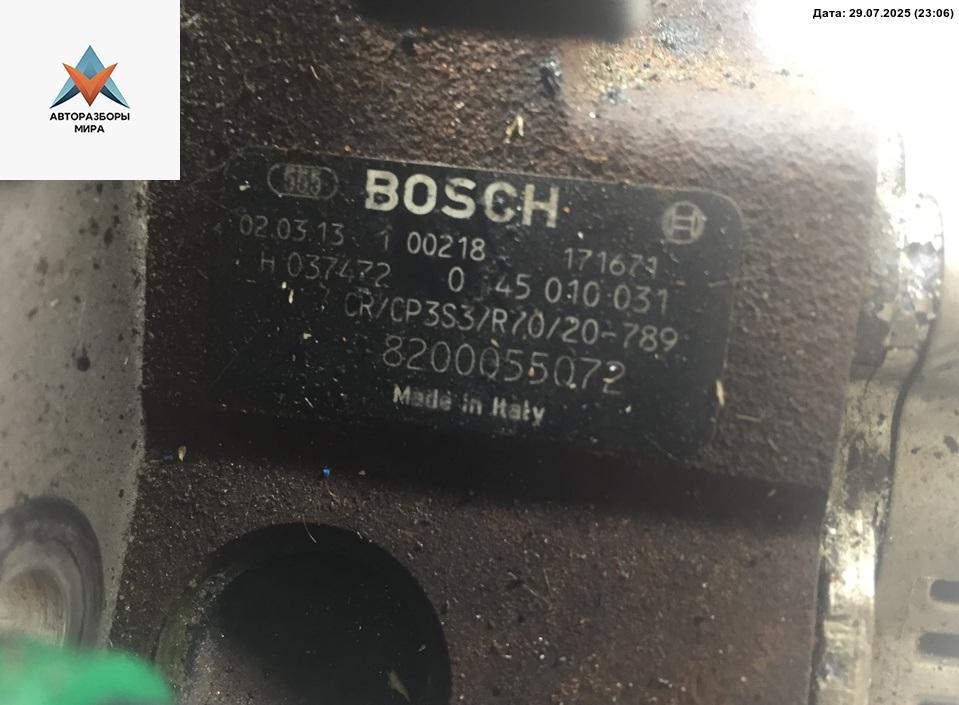 Дата: 29.07.2025 (23:06)
АВТОРАЗБОРЫ
МИРА
BOSCH
02.03.13 1 00218 171671
H 037472 0 45 010 031
CR/CP3S3/R70/20-789
8200055072
Made in Italy